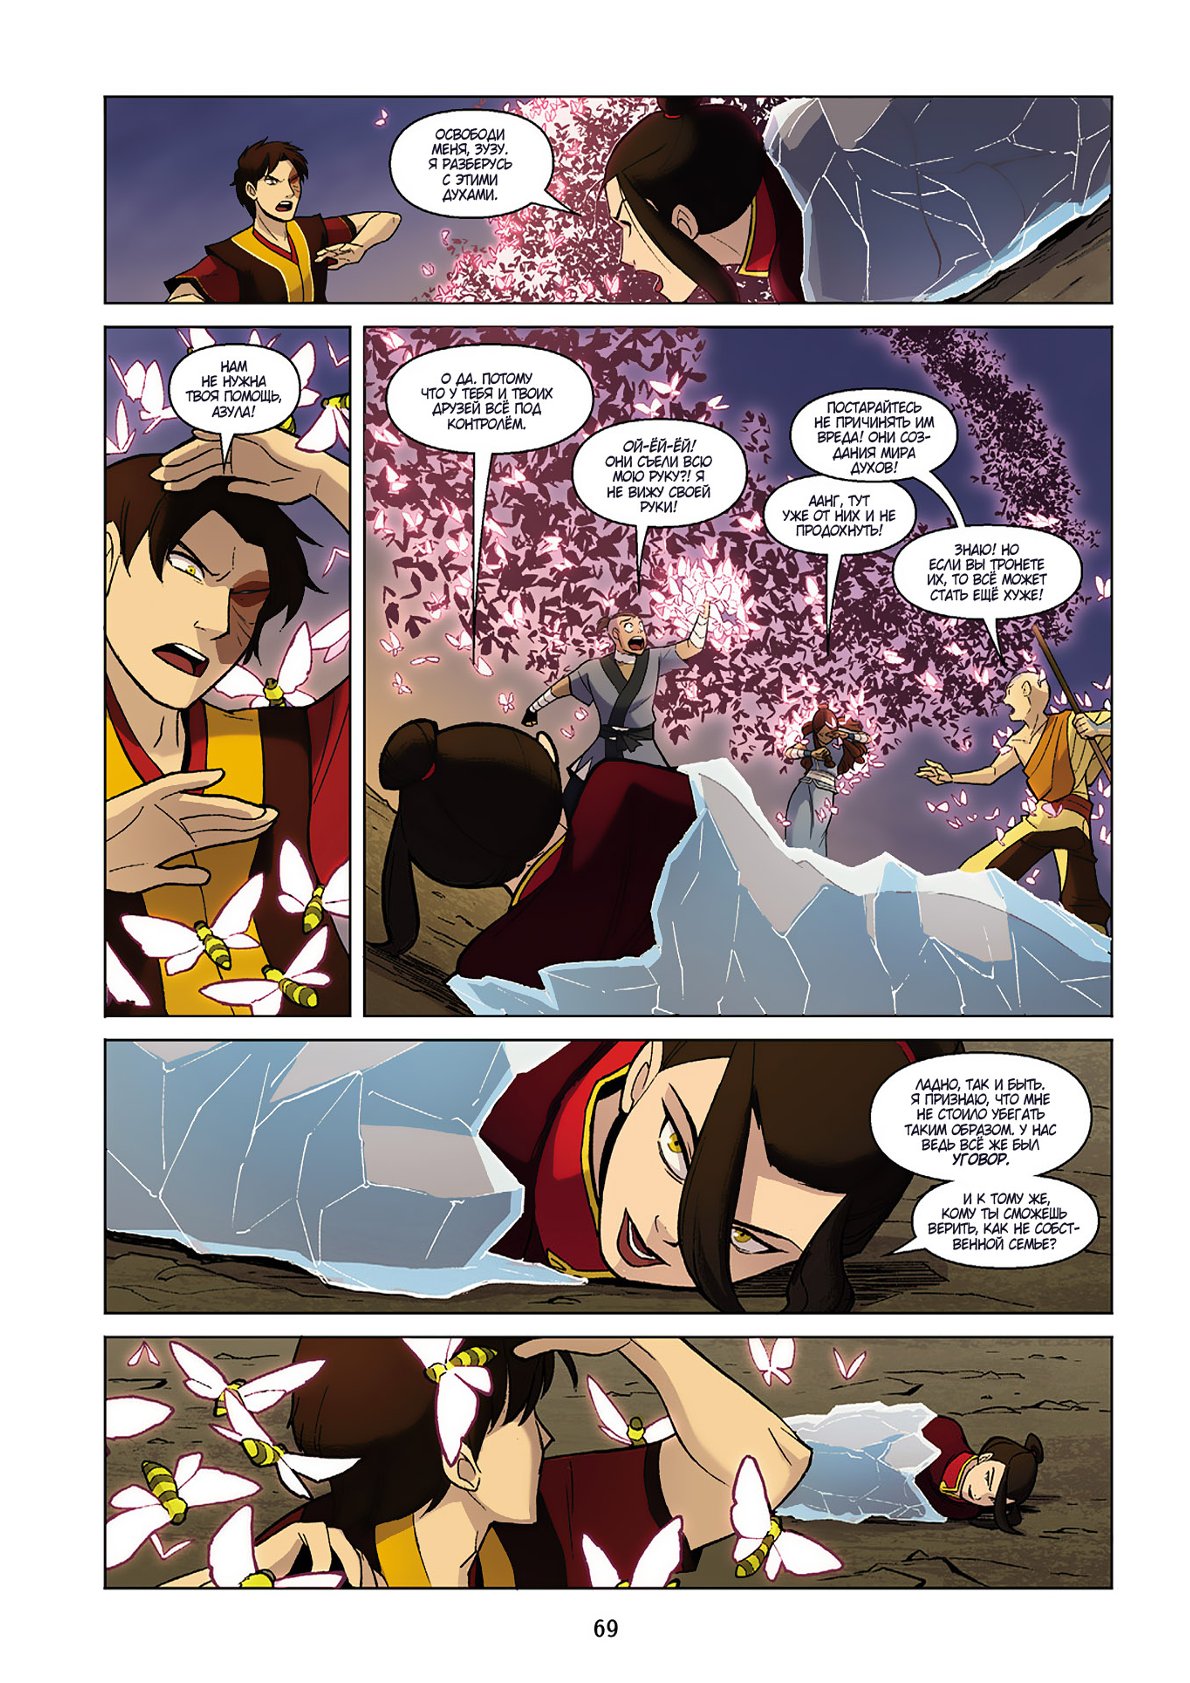 ОСВОБОДИ
МЕНЯ, ЗУЗУ.
Я РАЗБЕРУСЬ
С ЭТИМИ
ДУХАМИ.
НАМ
НЕ НУЖНА
ТВОЯ ПОМОЩЬ,
АЗУЛА!
О ДА. ПОТОМУ
ЧТО У ТЕБЯ И ТВОИХ
ДРУЗЕЙ ВСЁ ПОД
КОНТРОЛЁМ.
ОЙ-ЁЙ-ЁЙ!
ОНИ СЪЕЛИ ВСЮ
МОЮ РУКУ?! Я
НЕ ВИЖУ СВОЕЙ
РУКИ!
ПОСТАРАЙТЕСЬ
НЕ ПРИЧИНЯТЬ ИМ
ВРЕДА! ОНИ СОЗ-
ДАНИЯ МИРА
ДУХОВ!
ААНГ, ТУТ
УЖЕ ОТ НИХ И НЕ
ПРОДОХНУТЬ!
ЗНАЮ! НО
ЕСЛИ ВЫ ТРОНЕТЕ
ИХ, ТО ВСЁ МОЖЕТ
СТАТЬ ЕЩЁ ХУЖЕ!
ЛАДНО, ТАК И БЫТЬ.
Я ПРИЗНАЮ, ЧТО МНЕ
НЕ СТОИЛО УБЕГАТЬ
ТАКИМ ОБРАЗОМ. У НАС
ВЕДЬ ВСЁ ЖЕ БЫЛ
УГОВОР.
И К ТОМУ ЖЕ,
КОМУ ТЫ СМОЖЕШЬ
ВЕРИТЬ, КАК НЕ СОБСТ-
ВЕННОЙ СЕМЬЕ?
69